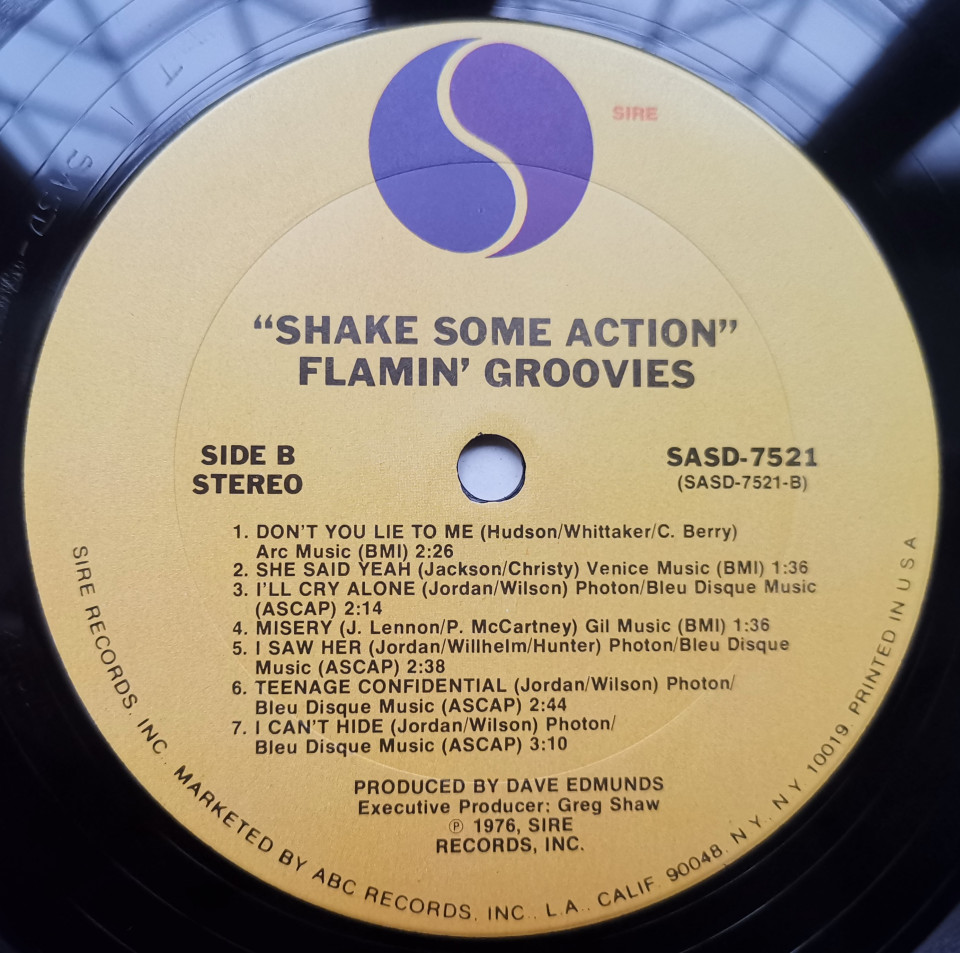 SIRE
"SHAKE SOME ACTION"
FLAMIN' GROOVIES
SIDE B
STEREO
SASD-7521
(SASD-7521-B)
1. DON'T YOU LIE TO ME (Hudson/Whittaker/C. Berry)
Arc Music (BMI) 2:26
2. SHE SAID YEAH (Jackson/Christy) Venice Music (BMI) 1:36
3. I'LL CRY ALONE (Jordan/Wilson) Photon/Bleu Disque Music
(ASCAP) 2:14
4. MISERY (J. Lennon/P. McCartney) Gil Music (BMI) 1:36
5. I SAW HER (Jordan/Willhelm/Hunter) Photon/Bleu Disque
Music (ASCAP) 2:38
6. TEENAGE CONFIDENTIAL (Jordan/Wilson) Photon/
Bleu Disque Music (ASCAP) 2:44
7. I CAN'T HIDE (Jordan/Wilson) Photon/
Bleu Disque Music (ASCAP) 3:10
PRODUCED BY DAVE EDMUNDS
Executive Producer: Greg Shaw
℗ 1976, SIRE
RECORDS, INC.
SIRE RECORDS, INC., MARKETED BY ABC RECORDS, INC., L.A., CALIF. 90048, N.Y., N.Y. 10019. PRINTED IN U S A
SASD-